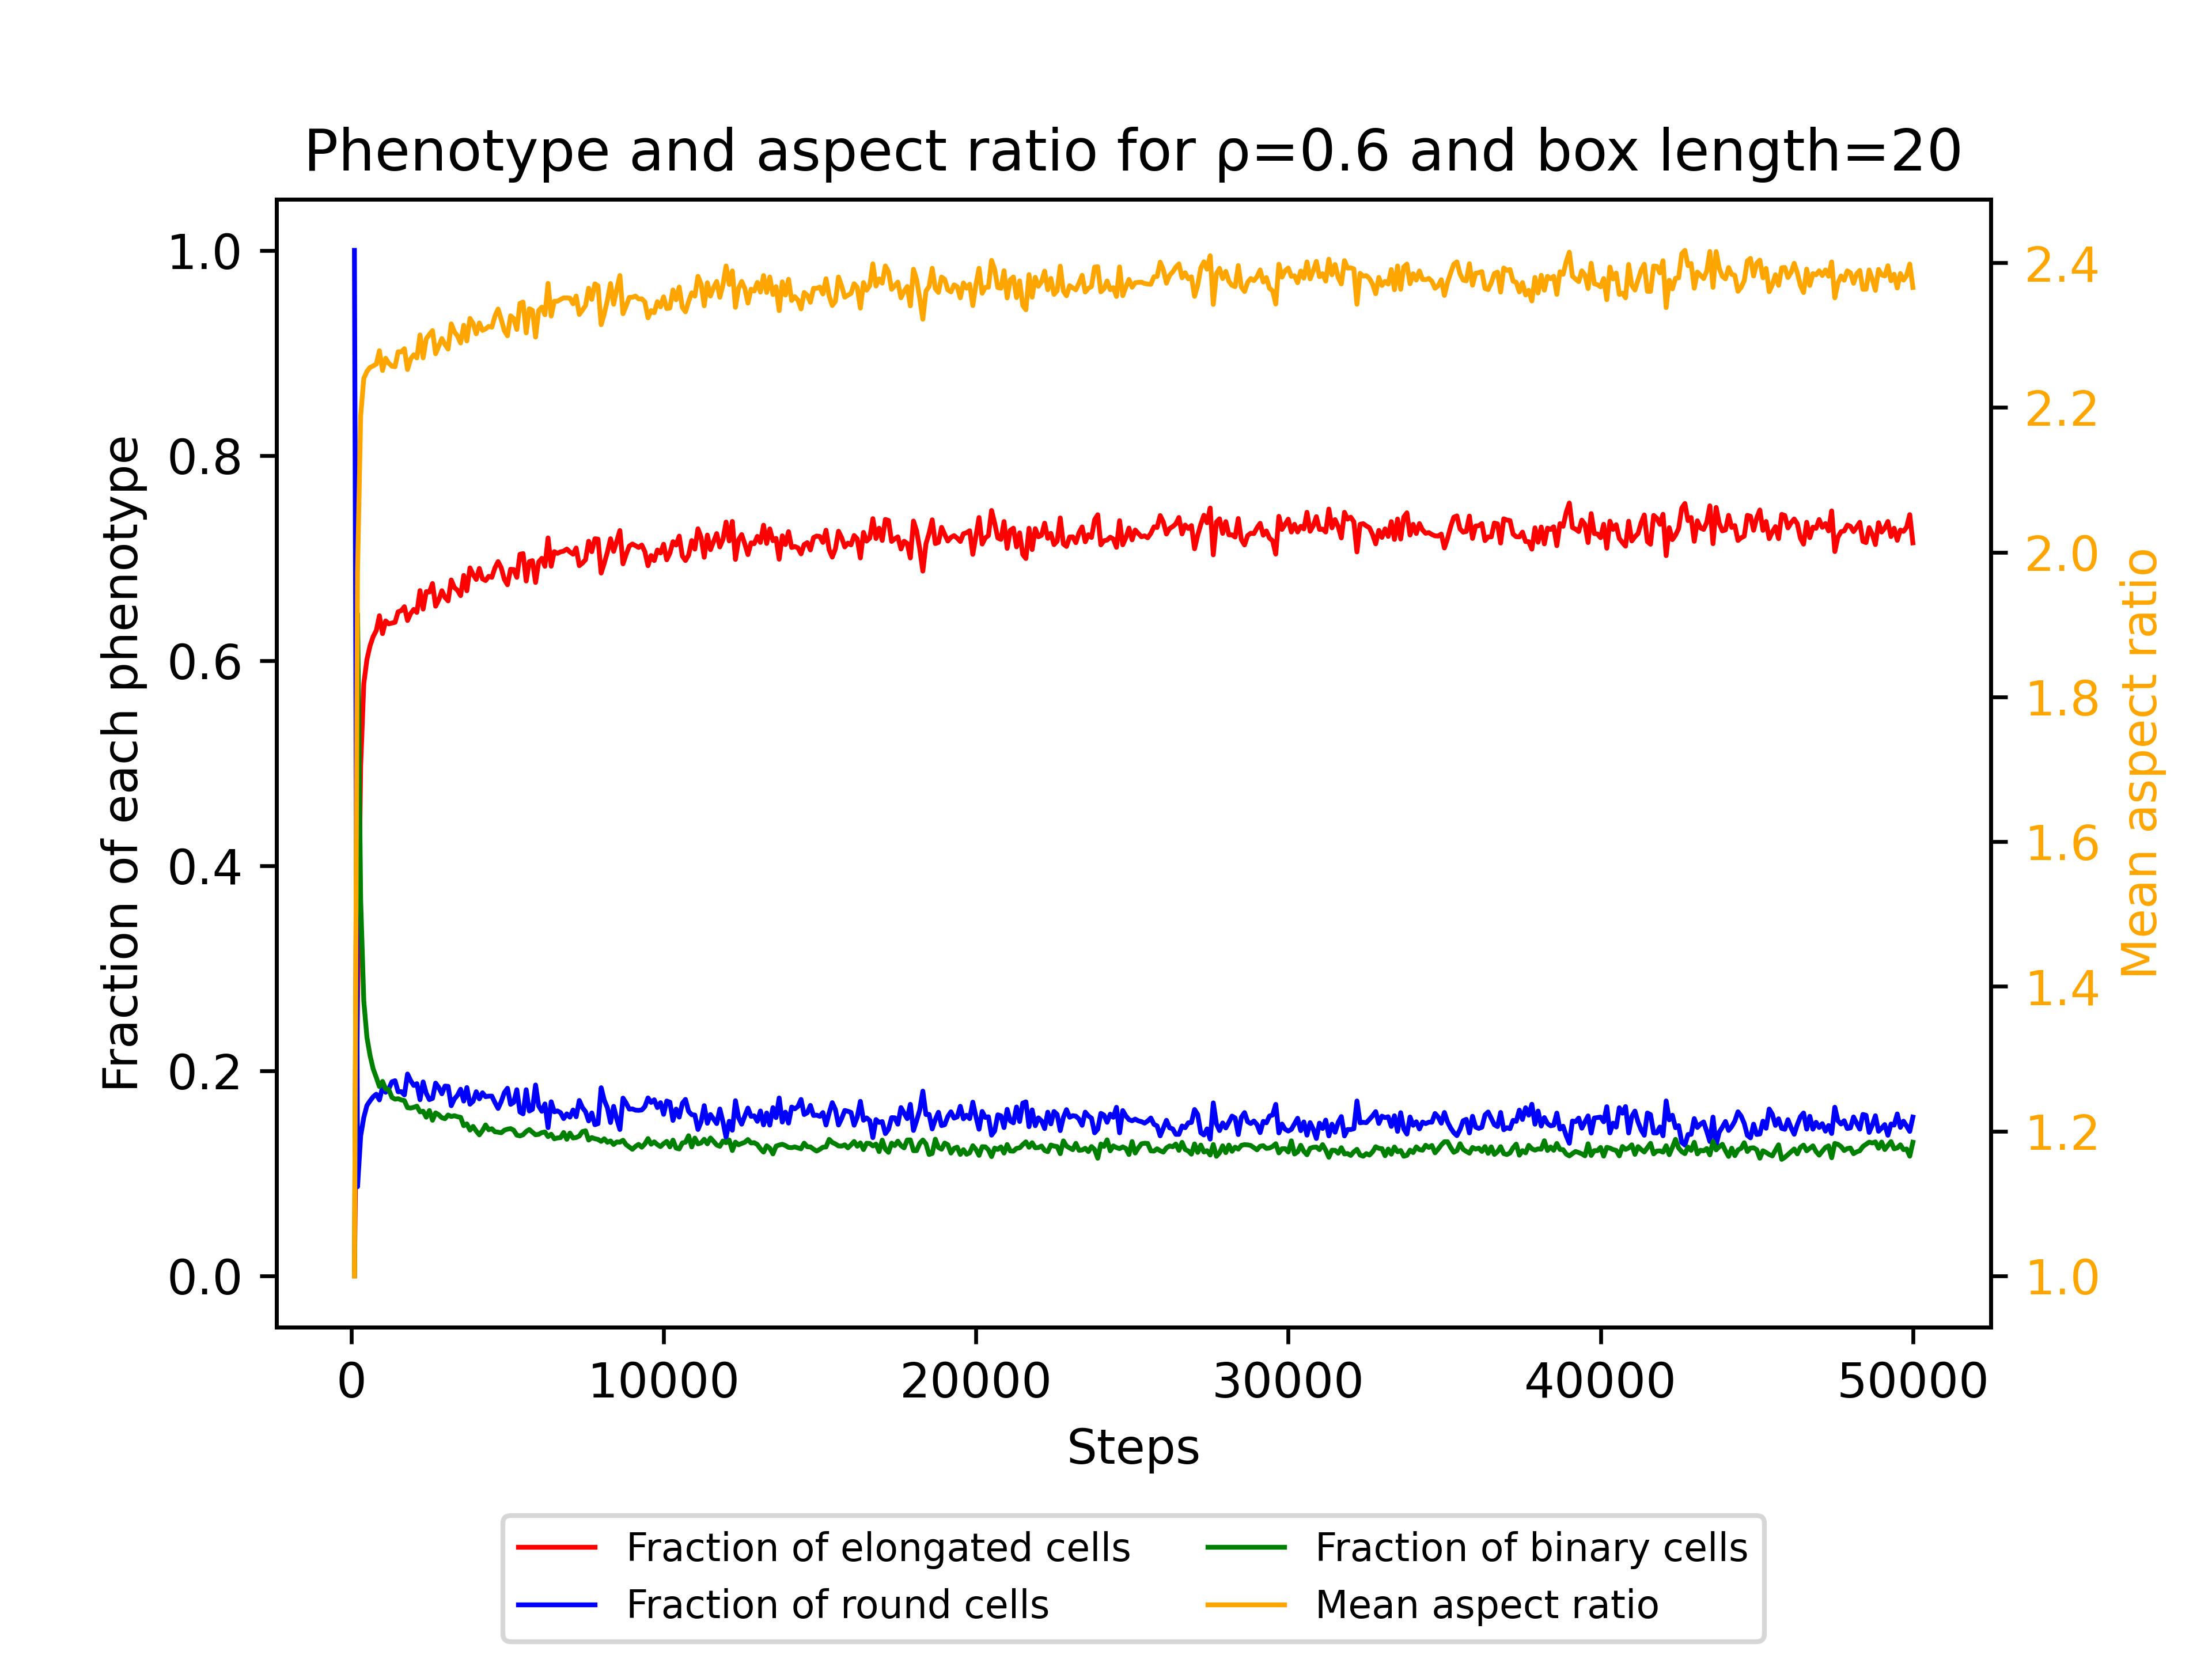 Phenotype and aspect ratio for ρ=0.6 and box length=20
Fraction of each phenotype
1.0
0.8
0.6
0.4
0.2
0.0
2.4
2.2
2.0
1.8
1.6
1.4
1.2
1.0
Mean aspect ratio
0 10000 20000 30000 40000 50000
Steps
Fraction of elongated cells
Fraction of round cells
Fraction of binary cells
Mean aspect ratio